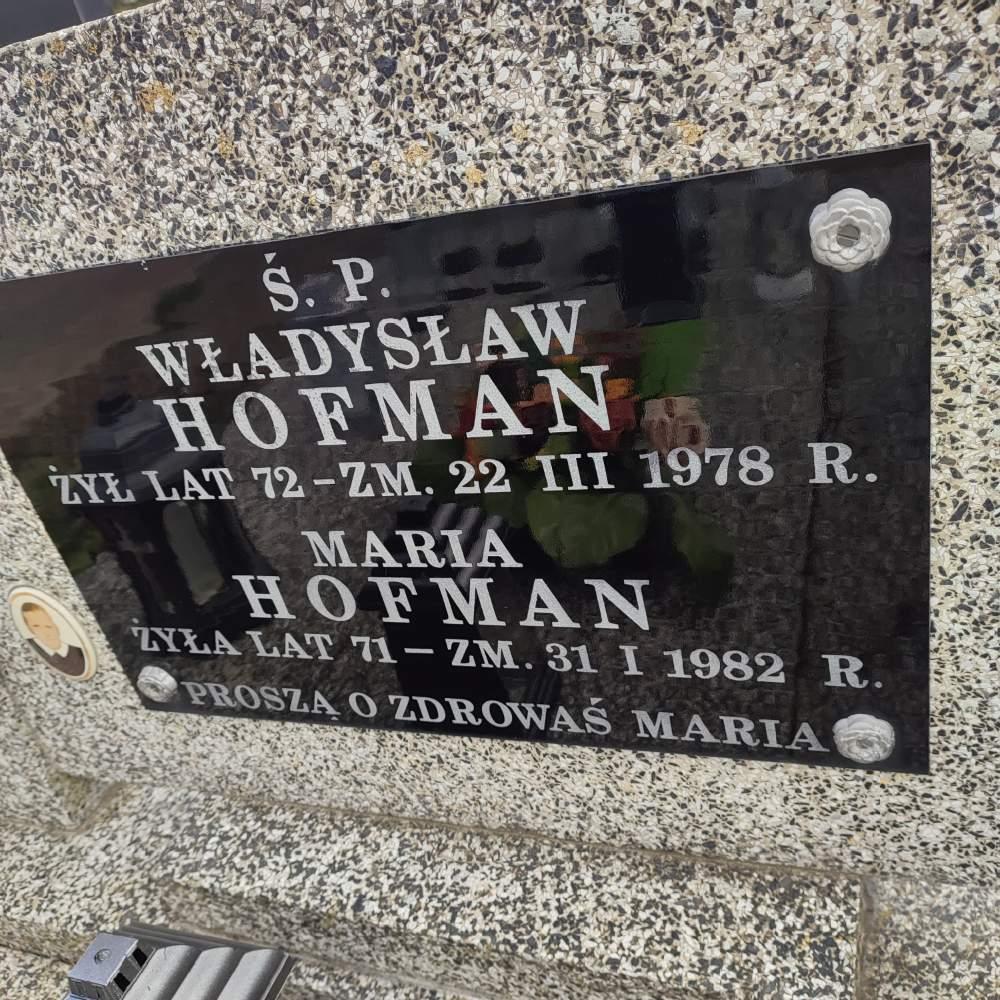 Ś. P.
WŁADYSŁAW
HOFMAN
ŻYŁ LAT 72 - ZM. 22 III 1978 R.
MARIA
HOFMAN
ŻYŁA LAT 71 - ZM. 31 I 1982 R.
PROSZĄ O ZDROWAŚ MARIA